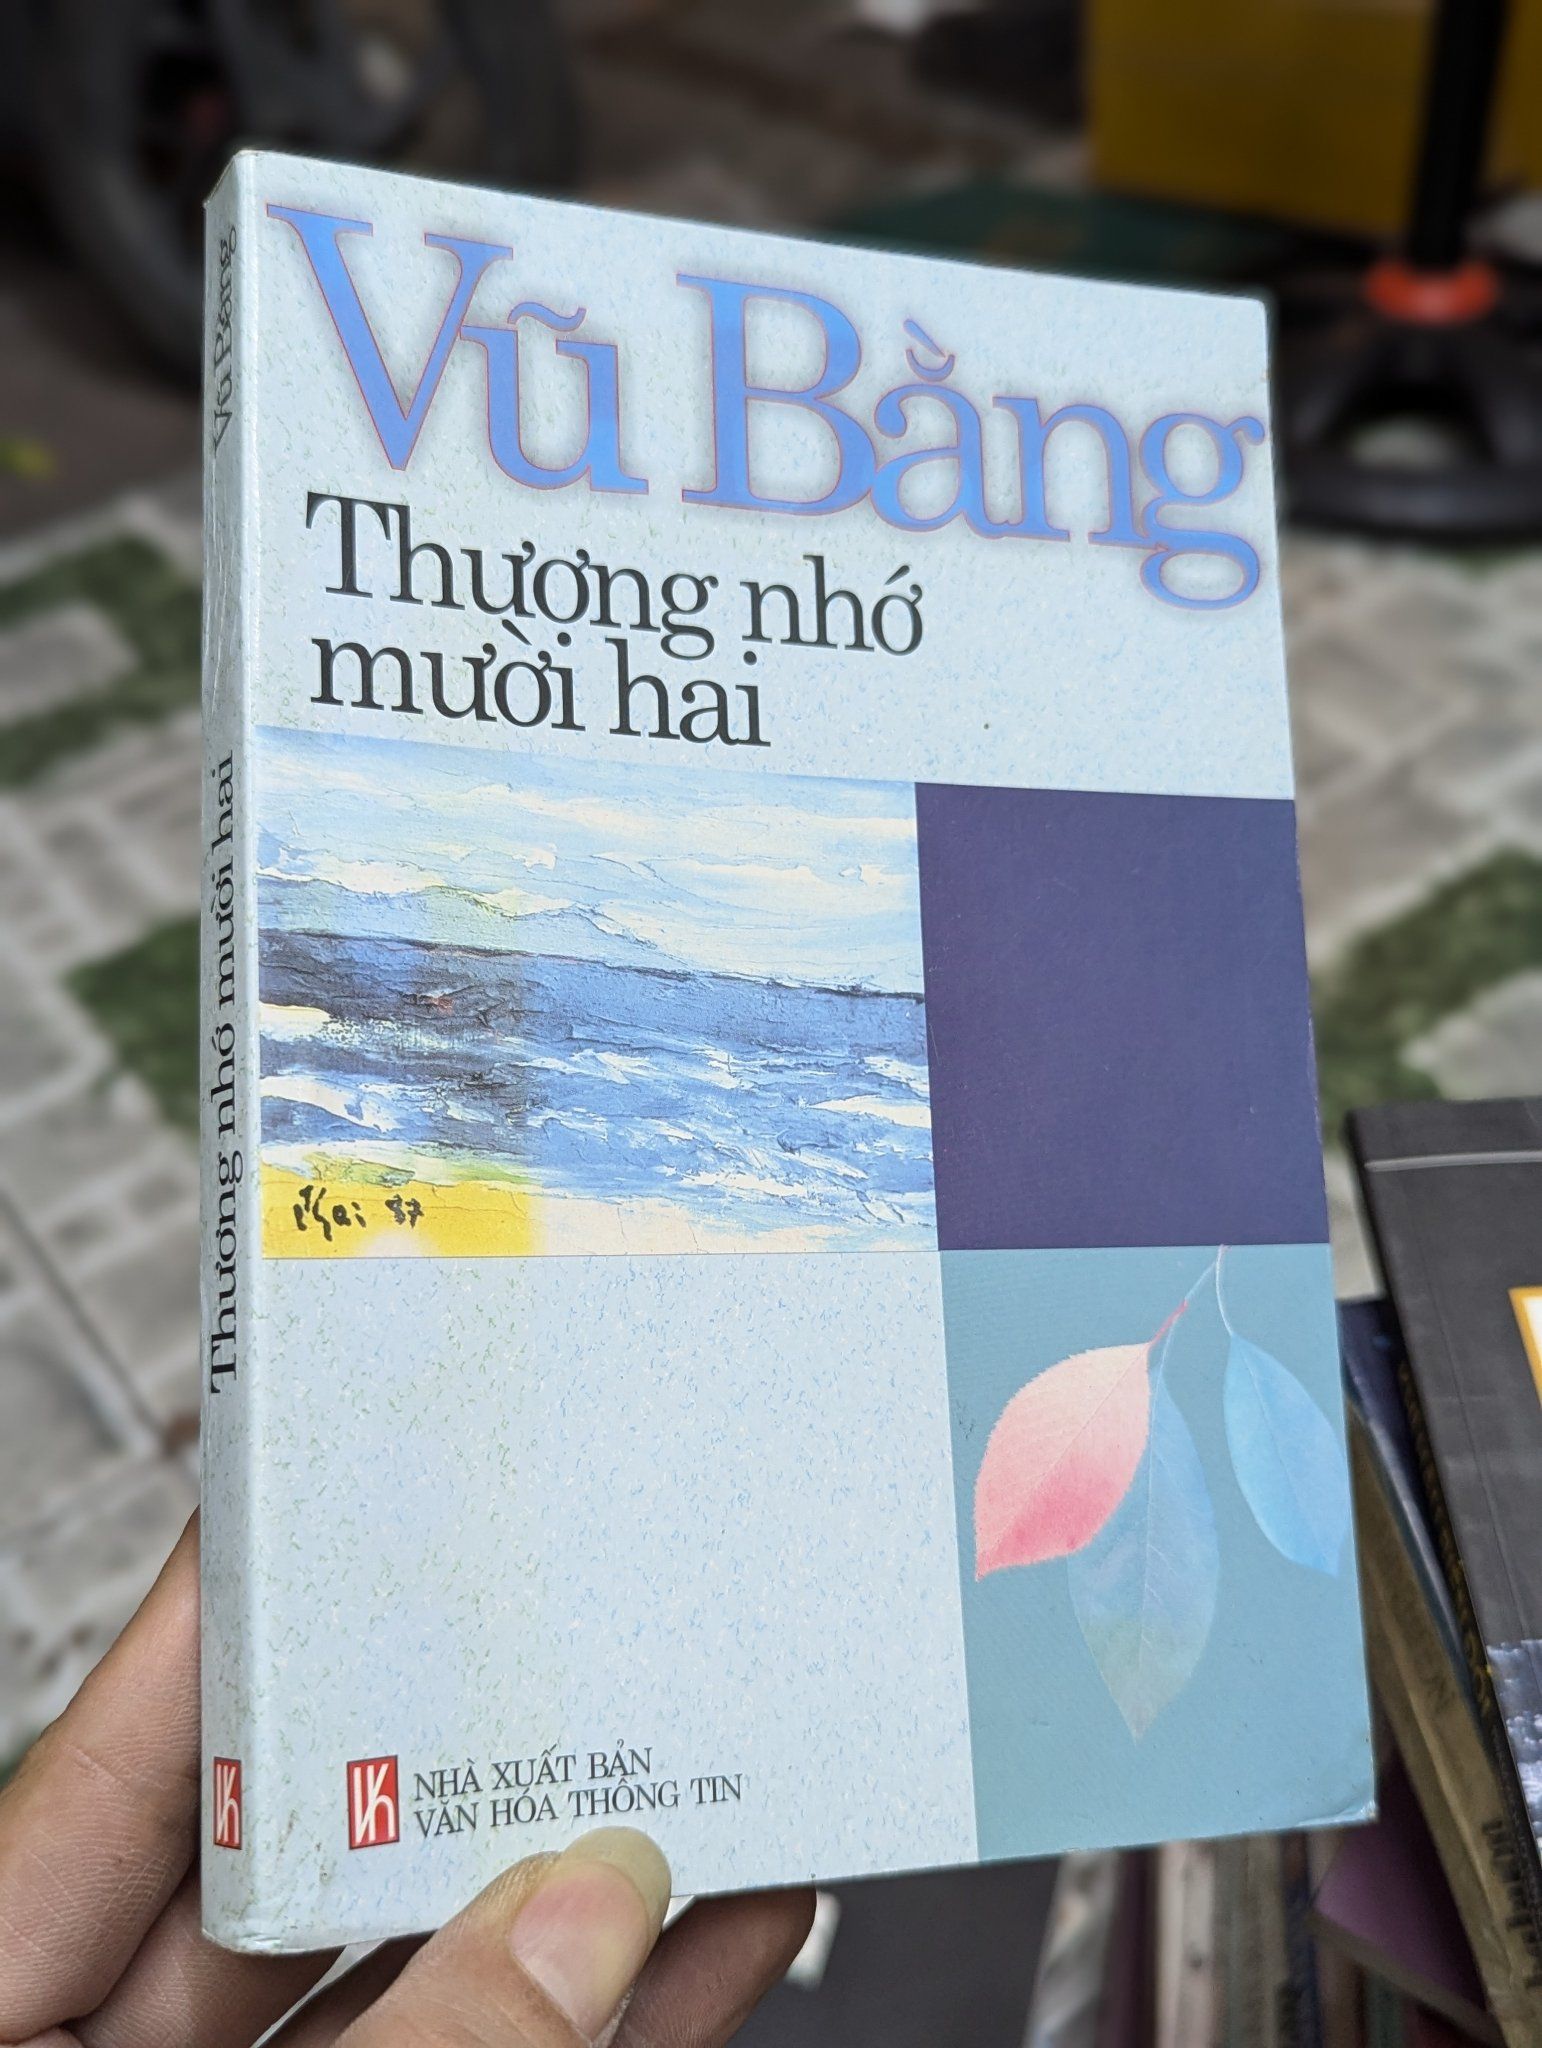 Vũ Bằng
Thương nhớ
mười hai
NHÀ XUẤT BẢN
VĂN HÓA THÔNG TIN
Vũ Bằng
Thương nhớ mười hai
87